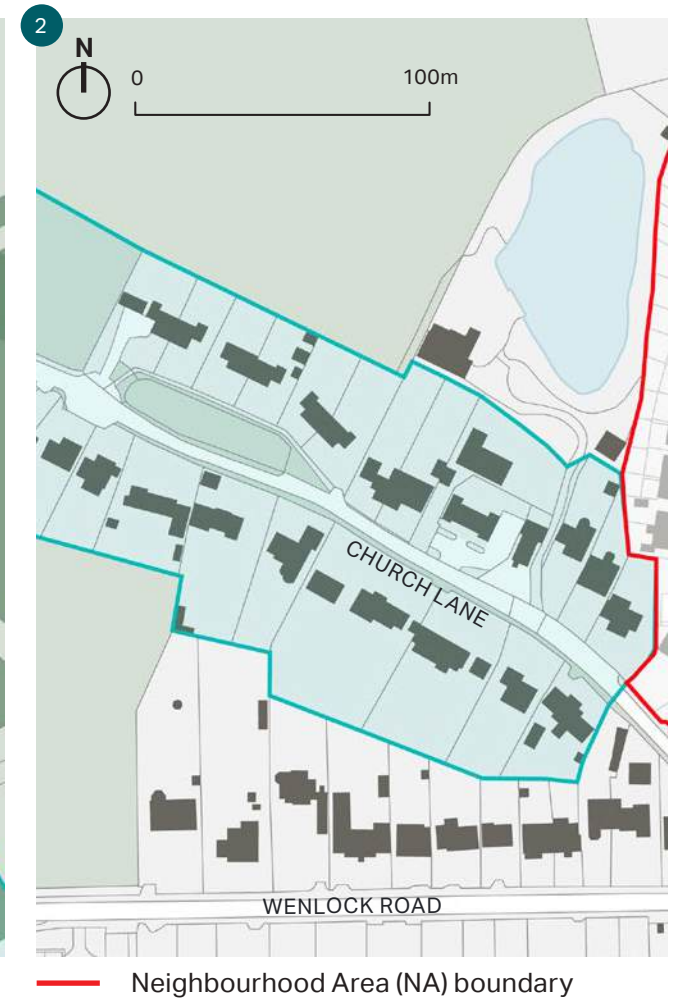 2
N
0 100m
CHURCH LANE
WENLOCK ROAD
Neighbourhood Area (NA) boundary